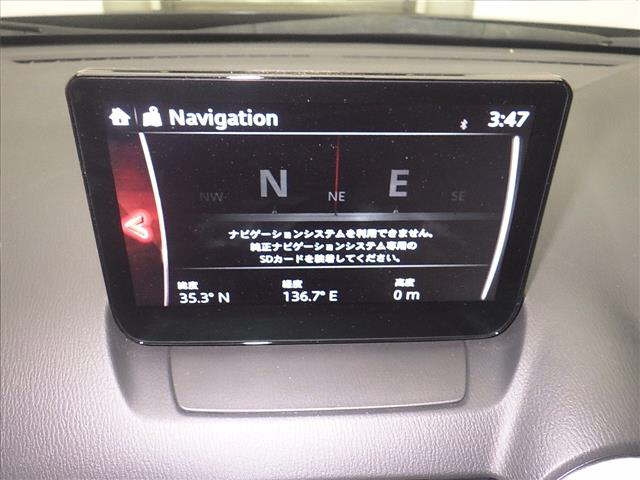 Navigation
3:47
N E
NW NE SE
ナビゲーションシステムを利用できません。
純正ナビゲーションシステム専用の
SDカードを装着してください。
緯度 経度 高度
35.3° N 136.7° E 0 m